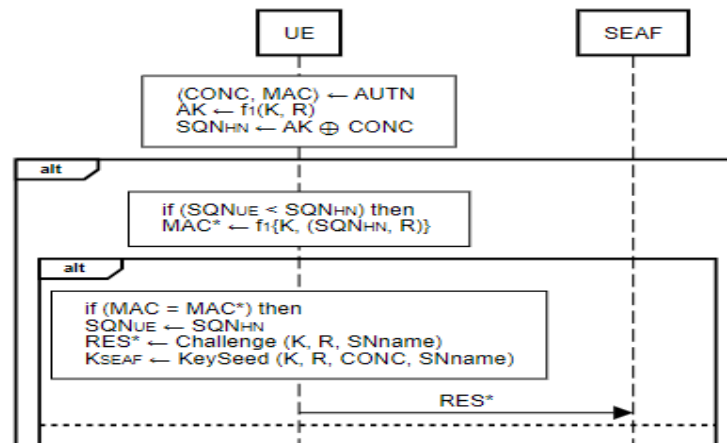 UE
SEAF
(CONC, MAC) ← AUTN
AK ← f1(K, R)
SQNHN ← AK ⊕ CONC
alt
if (SQNUE < SQNHN) then
MAC* ← f1{K, (SQNHN, R)}
alt
if (MAC = MAC*) then
SQNUE ← SQNHN
RES* ← Challenge (K, R, SNname)
KSEAF ← KeySeed (K, R, CONC, SNname)
RES*